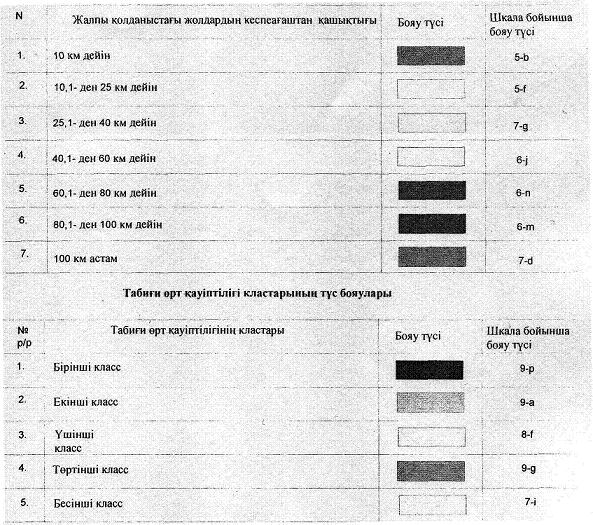 N Жалпы қолданыстағы жолдардың кеспеағаштан қашықтығы Бояу түсі Шкала бойынша
бояу түсі
1. 10 км дейін 5-b
2. 10,1- ден 25 км дейін 5-f
3. 25,1- ден 40 км дейін 7-g
4. 40,1- ден 60 км дейін 6-j
5. 60,1- ден 80 км дейін 6-n
6. 80,1- ден 100 км дейін 6-m
7. 100 км астам 7-d
Табиғи өрт қауіптілігі кластарының түс бояулары
№ Табиғи өрт қауіптілігінің кластары Бояу түсі Шкала бойынша
р/р бояу түсі
1. Бірінші класс 9-p
2. Екінші класс 9-a
3. Үшінші 8-f
класс
4. Төртінші класс 9-g
5. Бесінші класс 7-i